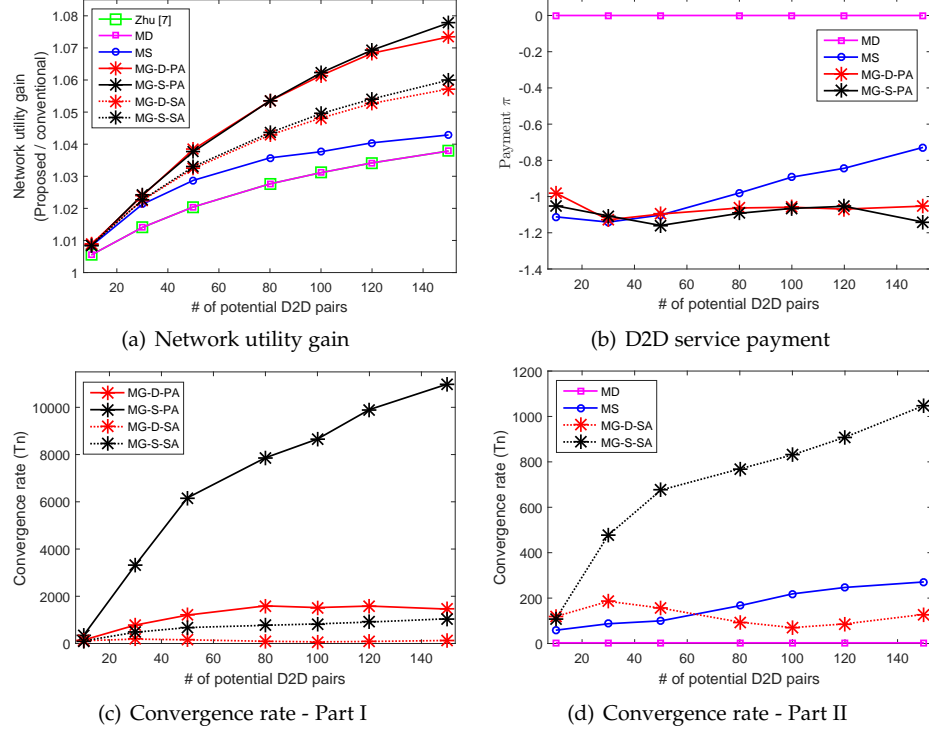 Zhu [7]
MD
MS
MG-D-PA
MG-S-PA
MG-D-SA
MG-S-SA
1.08
1.07
1.06
1.05
1.04
1.03
1.02
1.01
1
20 40 60 80 100 120 140
Network utility gain
(Proposed / conventional)
# of potential D2D pairs
(a) Network utility gain
MD
MS
MG-D-PA
MG-S-PA
0
-0.2
-0.4
-0.6
-0.8
-1.0
-1.2
-1.4
20 40 60 80 100 120 140
Payment π
# of potential D2D pairs
(b) D2D service payment
MG-D-PA
MG-S-PA
MG-D-SA
MG-S-SA
10000
8000
6000
4000
2000
0
20 40 60 80 100 120 140
Convergence rate (Tn)
# of potential D2D pairs
(c) Convergence rate - Part I
MD
MS
MG-D-SA
MG-S-SA
1200
1000
800
600
400
200
0
20 40 60 80 100 120 140
Convergence rate (Tn)
# of potential D2D pairs
(d) Convergence rate - Part II